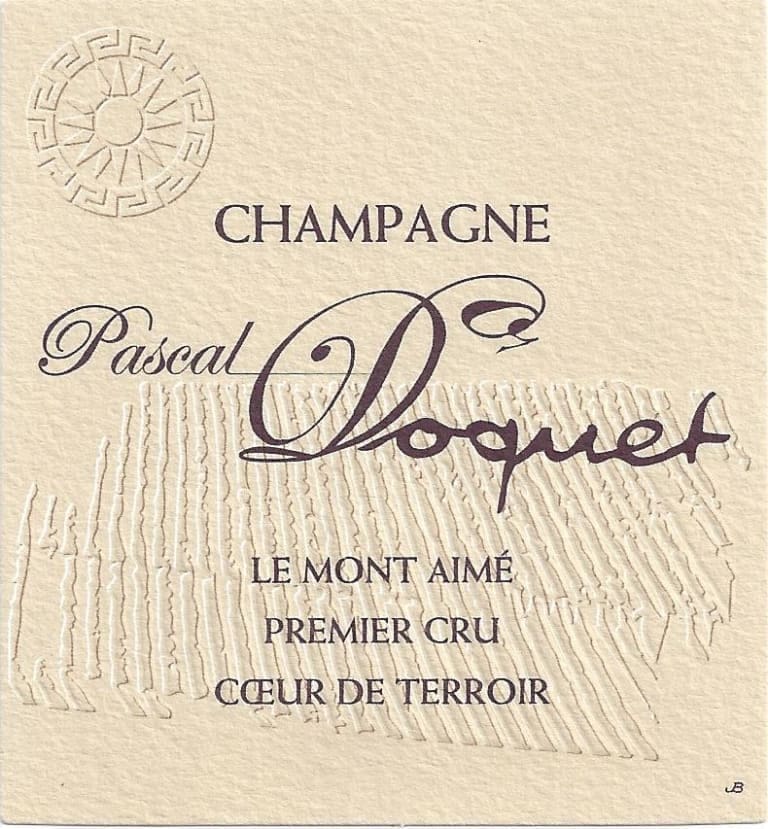 CHAMPAGNE
Pascal Doquet
LE MONT AIMÉ
PREMIER CRU
CŒUR DE TERROIR
JB